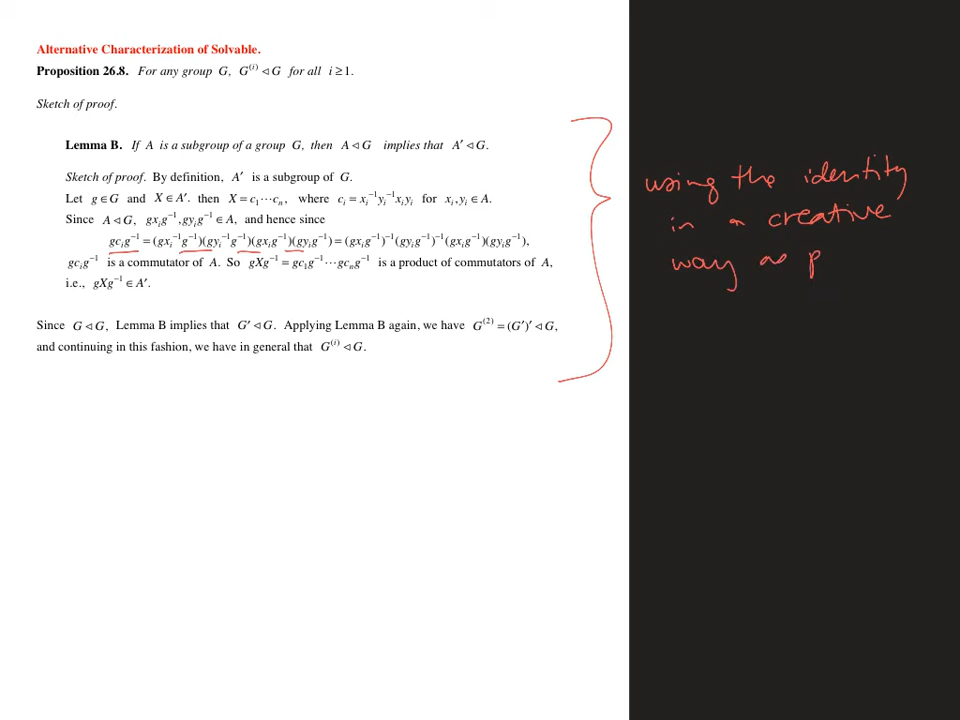 Alternative Characterization of Solvable.
Proposition 26.8. For any group G, G⁽ⁱ⁾ ◁ G for all i ≥ 1.
Sketch of proof.
Lemma B. If A is a subgroup of a group G, then A ◁ G implies that A′ ◁ G.
Sketch of proof. By definition, A′ is a subgroup of G.
Let g ∈ G and X ∈ A′. then X = c₁⋯cₙ, where cᵢ = xᵢ⁻¹yᵢ⁻¹xᵢyᵢ for xᵢ, yᵢ ∈ A.
Since A ◁ G, gxᵢg⁻¹, gyᵢg⁻¹ ∈ A, and hence since
gcᵢg⁻¹ = (gxᵢ⁻¹g⁻¹)(gyᵢ⁻¹g⁻¹)(gxᵢg⁻¹)(gyᵢg⁻¹) = (gxᵢg⁻¹)⁻¹(gyᵢg⁻¹)⁻¹(gxᵢg⁻¹)(gyᵢg⁻¹),
gcᵢg⁻¹ is a commutator of A. So gXg⁻¹ = gc₁g⁻¹⋯gcₙg⁻¹ is a product of commutators of A,
i.e., gXg⁻¹ ∈ A′.
Since G ◁ G, Lemma B implies that G′ ◁ G. Applying Lemma B again, we have G⁽²⁾ = (G′)′ ◁ G,
and continuing in this fashion, we have in general that G⁽ⁱ⁾ ◁ G.
using the identity
in a creative
way as p